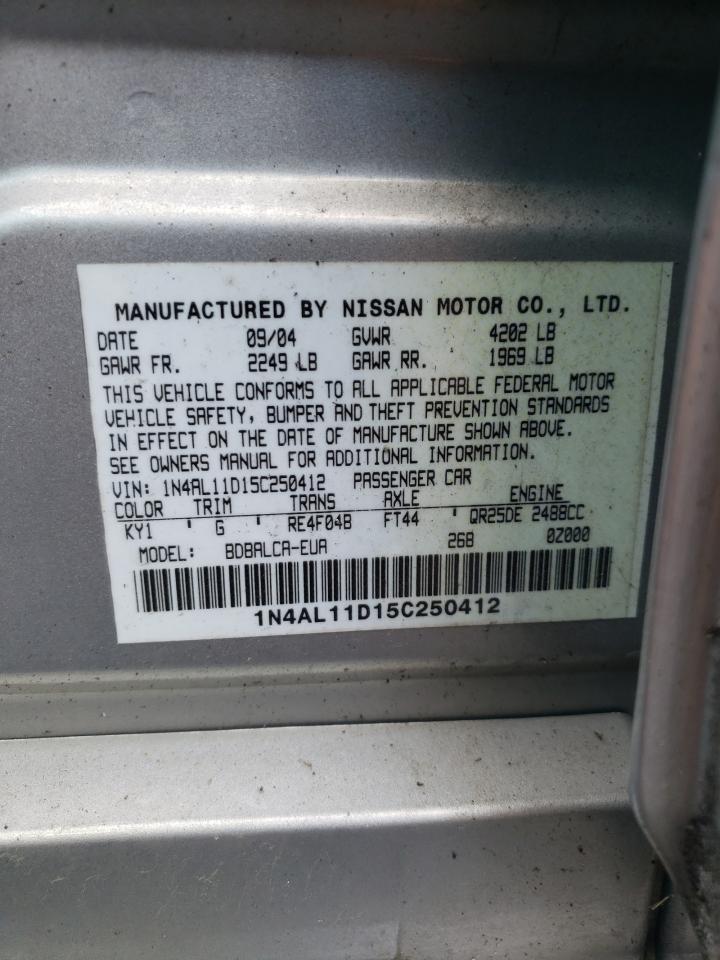 MANUFACTURED BY NISSAN MOTOR CO., LTD.
DATE 09/04 GVWR 4202 LB
GAWR FR. 2249 LB GAWR RR. 1969 LB
THIS VEHICLE CONFORMS TO ALL APPLICABLE FEDERAL MOTOR
VEHICLE SAFETY, BUMPER AND THEFT PREVENTION STANDARDS
IN EFFECT ON THE DATE OF MANUFACTURE SHOWN ABOVE.
SEE OWNERS MANUAL FOR ADDITIONAL INFORMATION.
VIN: 1N4AL11D15C250412 PASSENGER CAR
COLOR TRIM TRANS AXLE ENGINE
KY1 ' G ' RE4F04B FT44 ' QR25DE 2488CC
MODEL: BDBALCA-EUA 268 0Z000
1N4AL11D15C250412